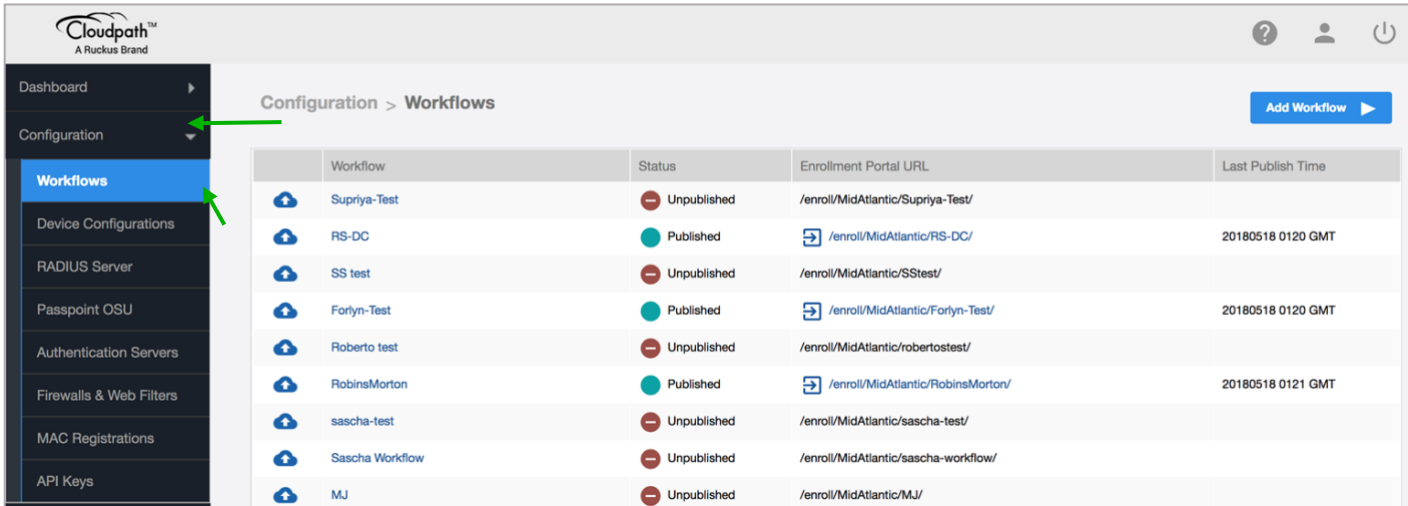 Cloudpath™
A Ruckus Brand
Dashboard
Configuration
Workflows
Device Configurations
RADIUS Server
Passpoint OSU
Authentication Servers
Firewalls & Web Filters
MAC Registrations
API Keys
Configuration > Workflows
Add Workflow
Workflow Status Enrollment Portal URL Last Publish Time
Supriya-Test Unpublished /enroll/MidAtlantic/Supriya-Test/
RS-DC Published /enroll/MidAtlantic/RS-DC/ 20180518 0120 GMT
SS test Unpublished /enroll/MidAtlantic/SStest/
Forlyn-Test Published /enroll/MidAtlantic/Forlyn-Test/ 20180518 0120 GMT
Roberto test Unpublished /enroll/MidAtlantic/robertostest/
RobinsMorton Published /enroll/MidAtlantic/RobinsMorton/ 20180518 0121 GMT
sascha-test Unpublished /enroll/MidAtlantic/sascha-test/
Sascha Workflow Unpublished /enroll/MidAtlantic/sascha-workflow/
MJ Unpublished /enroll/MidAtlantic/MJ/